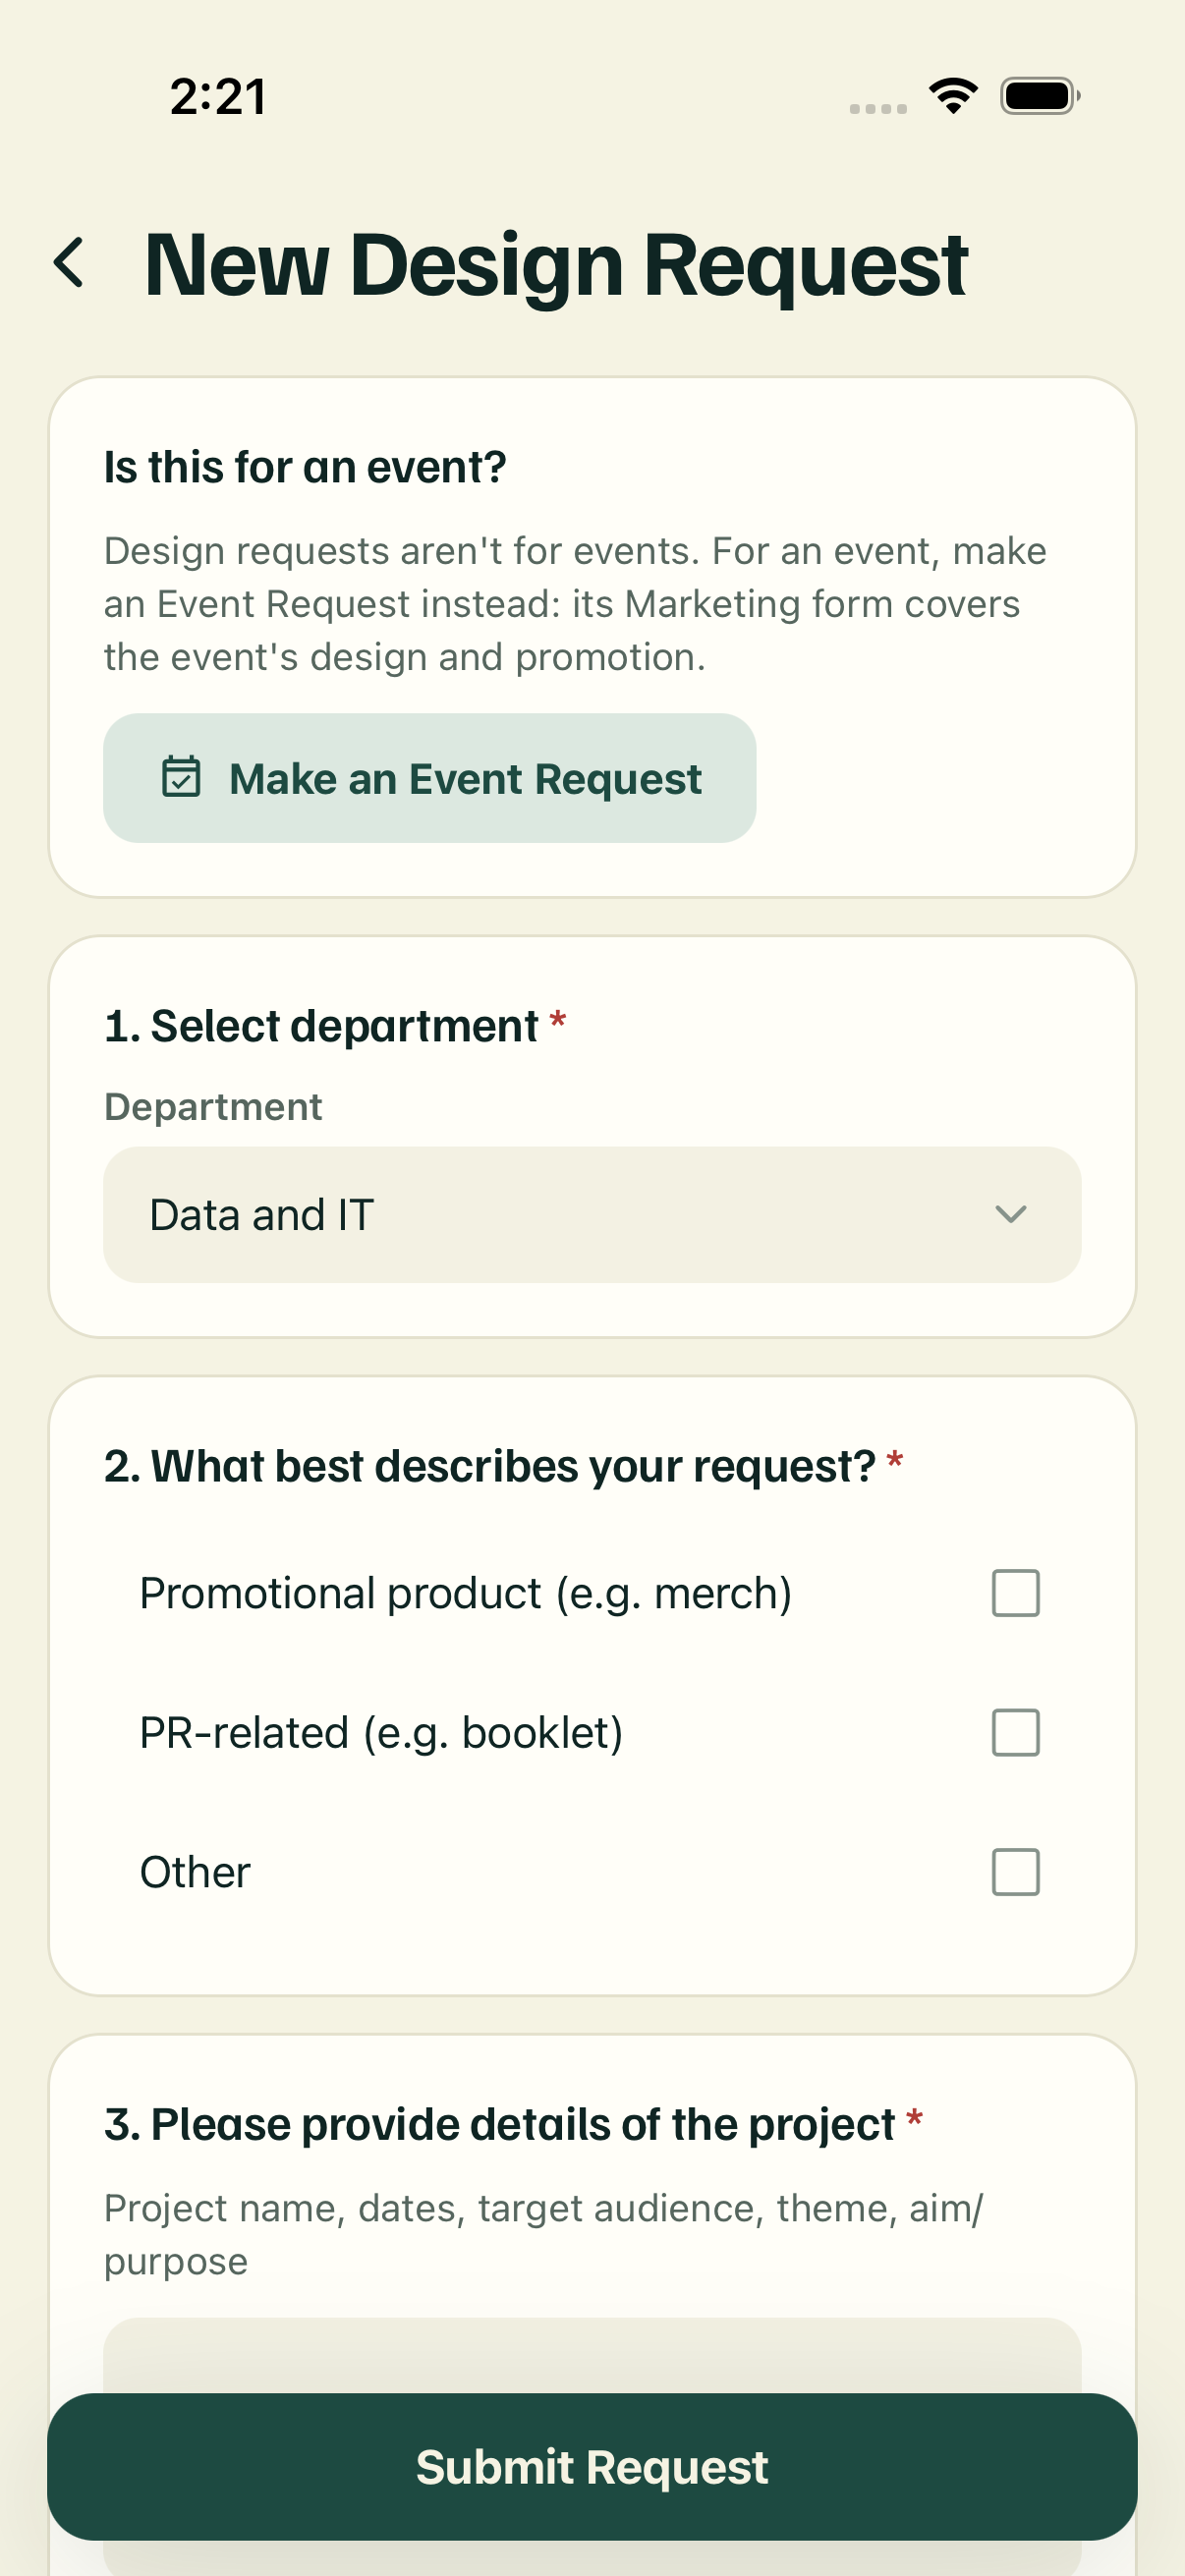 2:21
New Design Request
Is this for an event?
Design requests aren't for events. For an event, make
an Event Request instead: its Marketing form covers
the event's design and promotion.
Make an Event Request
1. Select department *
Department
Data and IT
2. What best describes your request? *
Promotional product (e.g. merch)
PR-related (e.g. booklet)
Other
3. Please provide details of the project *
Project name, dates, target audience, theme, aim/
purpose
Submit Request